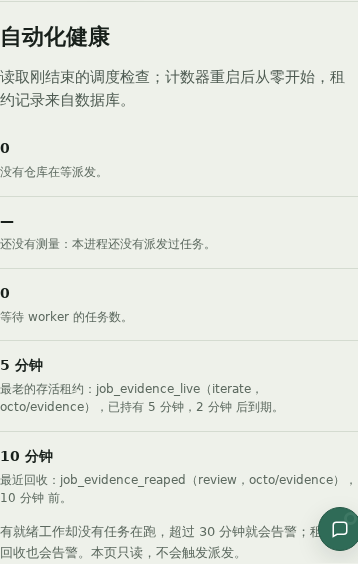 自动化健康
读取刚结束的调度检查；计数器重启后从零开始，租
约记录来自数据库。
0
没有仓库在等派发。
—
还没有测量：本进程还没有派发过任务。
0
等待 worker 的任务数。
5 分钟
最老的存活租约：job_evidence_live（iterate，
octo/evidence），已持有 5 分钟，2 分钟 后到期。
10 分钟
最近回收：job_evidence_reaped（review，octo/evidence），
10 分钟 前。
有就绪工作却没有任务在跑，超过 30 分钟就会告警；租
回收也会告警。本页只读，不会触发派发。